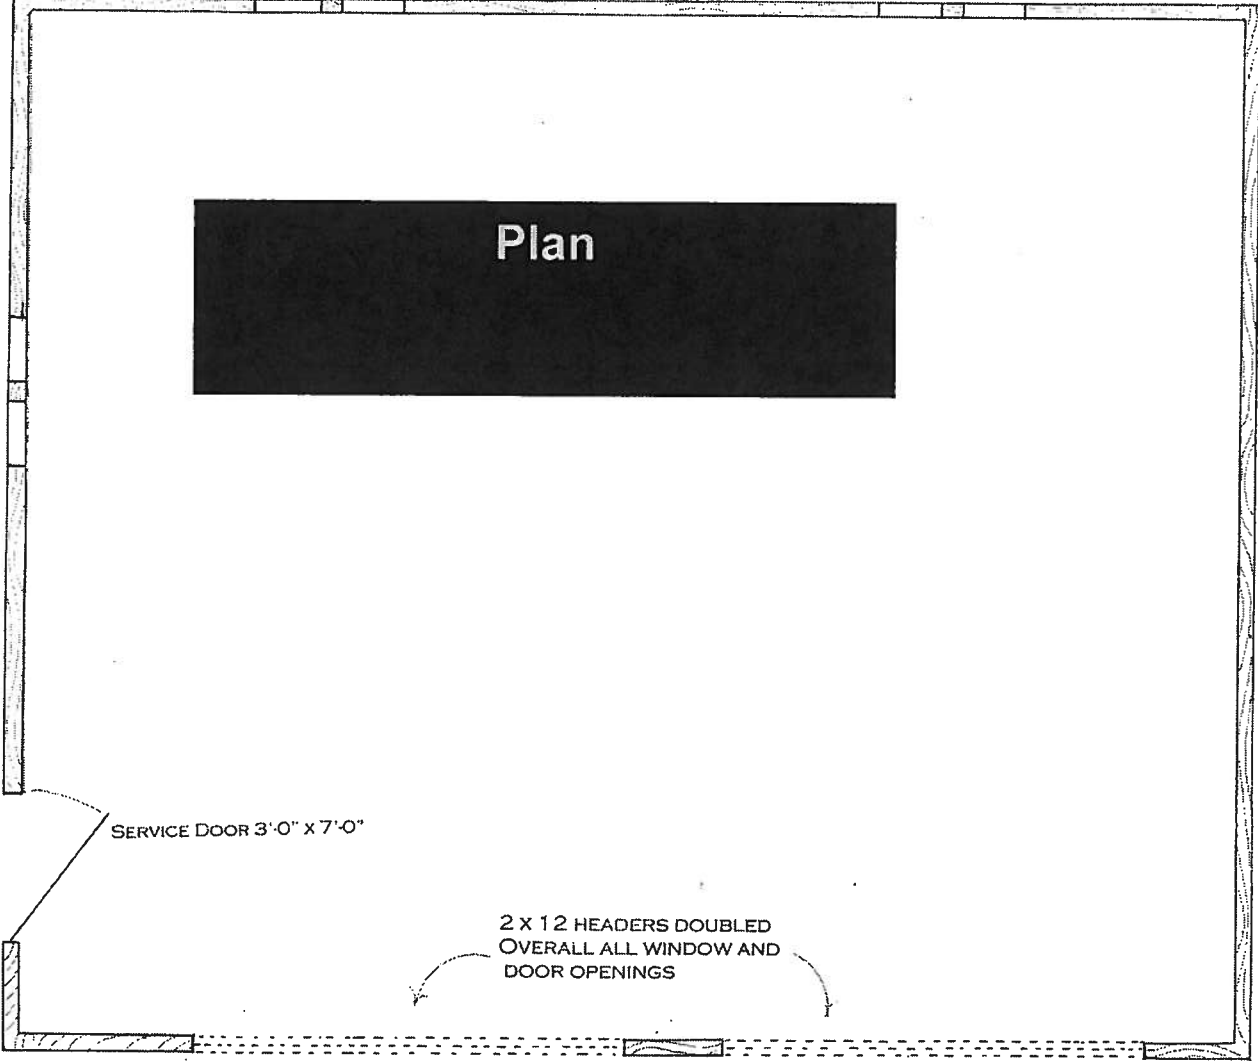 Plan
SERVICE DOOR 3'-0" X 7'-0"
2 X 12 HEADERS DOUBLED
OVERALL ALL WINDOW AND
DOOR OPENINGS